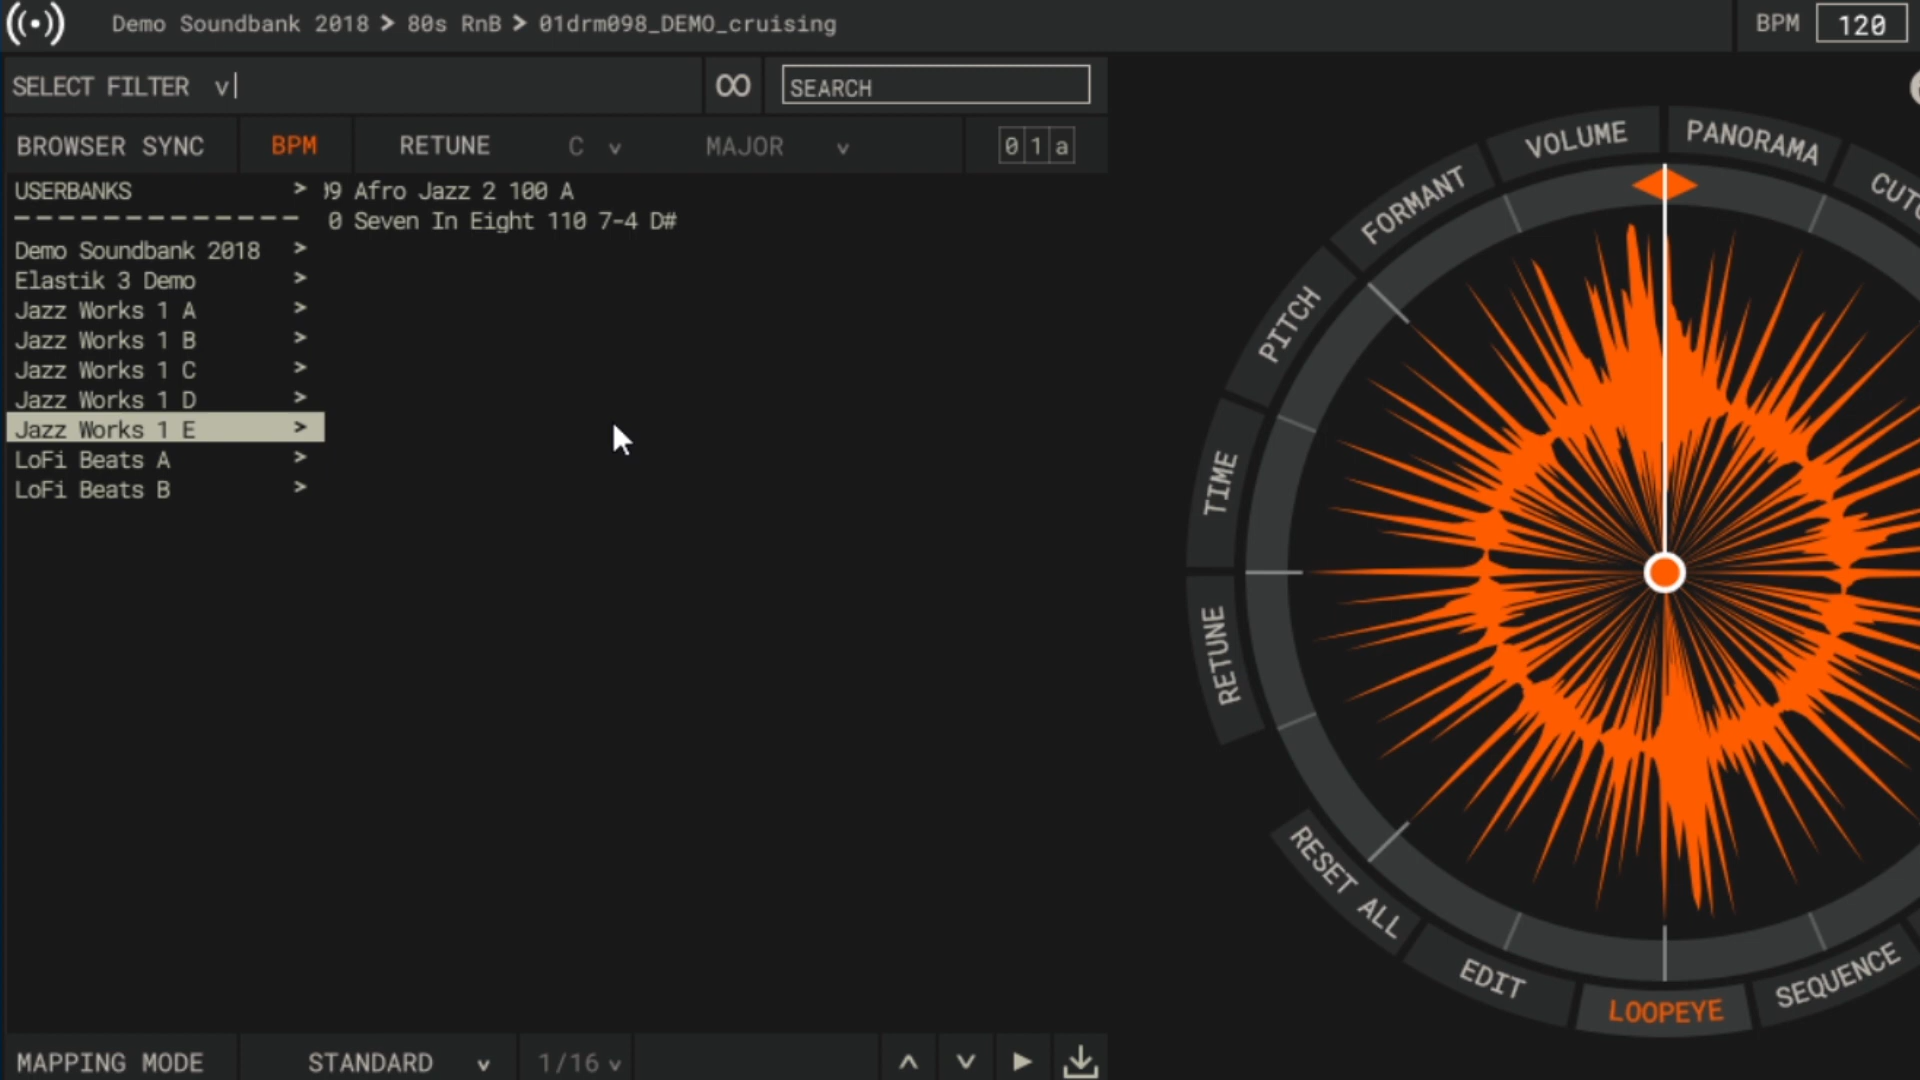 Demo Soundbank 2018 > 80s RnB > 01drm098_DEMO_cruising
BPM 120
SELECT FILTER v
SEARCH
BROWSER SYNC BPM RETUNE C v MAJOR v 01a
USERBANKS >
9 Afro Jazz 2 100 A
0 Seven In Eight 110 7-4 D#
Demo Soundbank 2018 >
Elastik 3 Demo >
Jazz Works 1 A >
Jazz Works 1 B >
Jazz Works 1 C >
Jazz Works 1 D >
Jazz Works 1 E >
LoFi Beats A >
LoFi Beats B >
RETUNE
TIME
PITCH
FORMANT
VOLUME
PANORAMA
CUTO
RESET ALL
EDIT
LOOPEYE
SEQUENCE
MAPPING MODE STANDARD v 1/16 v